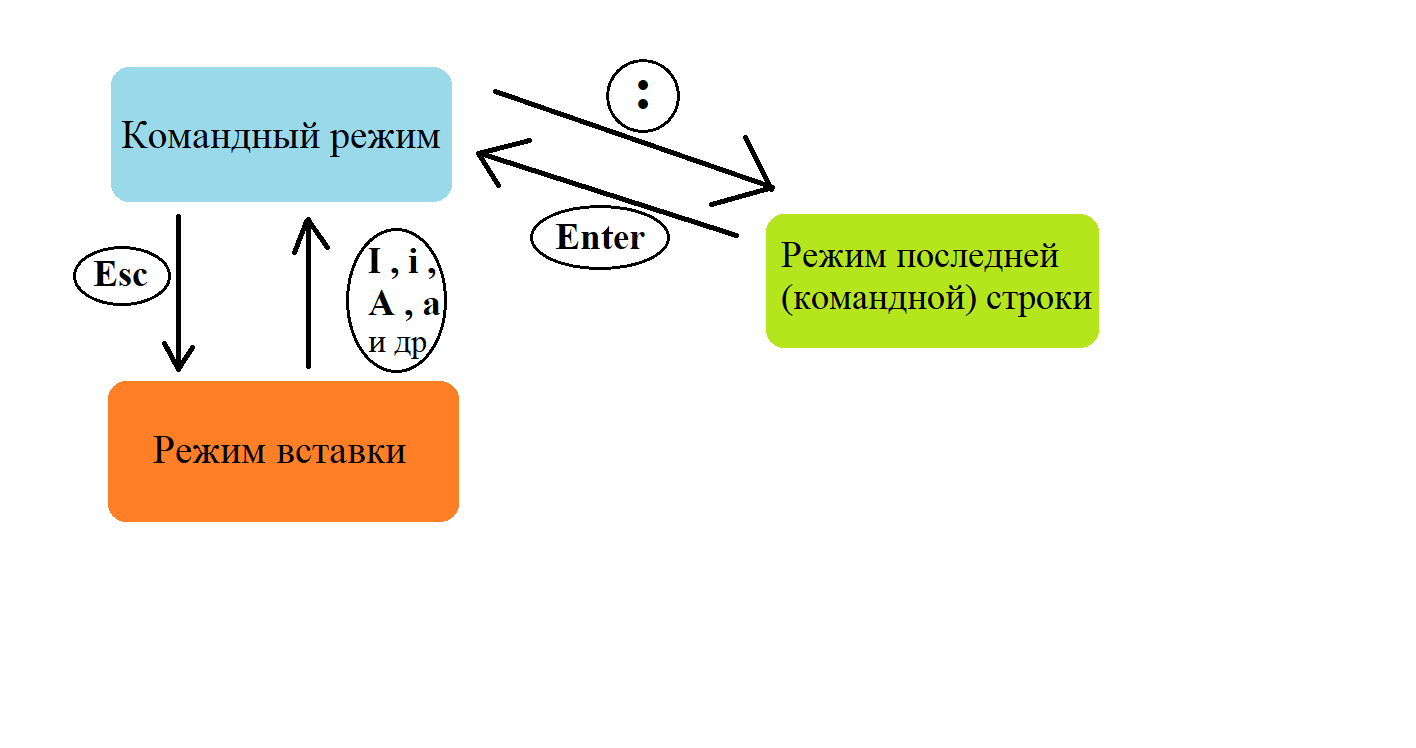 Командный режим
:
Enter
Esc
I , i ,
A , a
и др
Режим последней
(командной) строки
Режим вставки